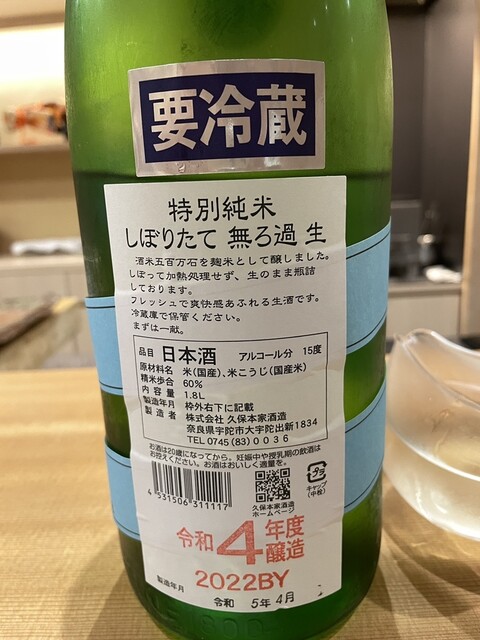 要冷蔵
特別純米
しぼりたて 無ろ過 生
酒米五百万石を麹米として醸しました。
しぼって加熱処理せず、生のまま瓶詰
しております。
フレッシュで爽快感あふれる生酒です。
冷蔵庫で保管ください。
まずは一献。
品目 日本酒 アルコール分 15度
原材料名 米(国産)、米こうじ(国産米)
精米歩合 60%
内容量 1.8L
製造年月 枠外右下に記載
製造者 株式会社 久保本家酒造
奈良県宇陀市大宇陀出新1834
TEL 0745(83)0036
お酒は20歳になってから。妊娠中や授乳期の飲酒は
お控えください。お酒はおいしく適量を。
4 531506 311117
久保本家酒造
ホームページ
プラ
キャップ
(中栓)
令和4年度醸造
2022BY
製造年月 令和 5年 4月